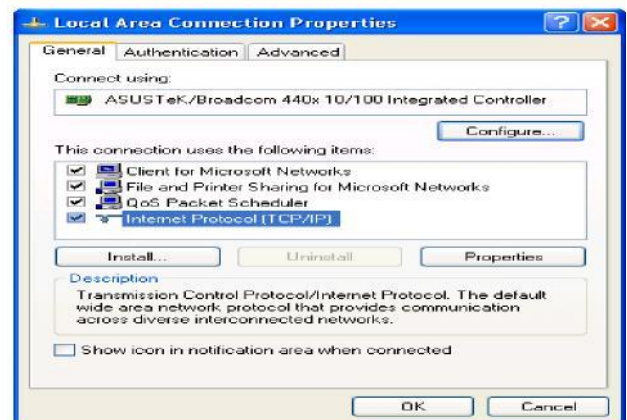 Local Area Connection Properties
General Authentication Advanced
Connect using:
ASUSTeK/Broadcom 440x 10/100 Integrated Controller
Configure...
This connection uses the following items:
Client for Microsoft Networks
File and Printer Sharing for Microsoft Networks
QoS Packet Scheduler
Internet Protocol (TCP/IP)
Install... Uninstall Properties
Description
Transmission Control Protocol/Internet Protocol. The default
wide area network protocol that provides communication
across diverse interconnected networks.
Show icon in notification area when connected
OK Cancel